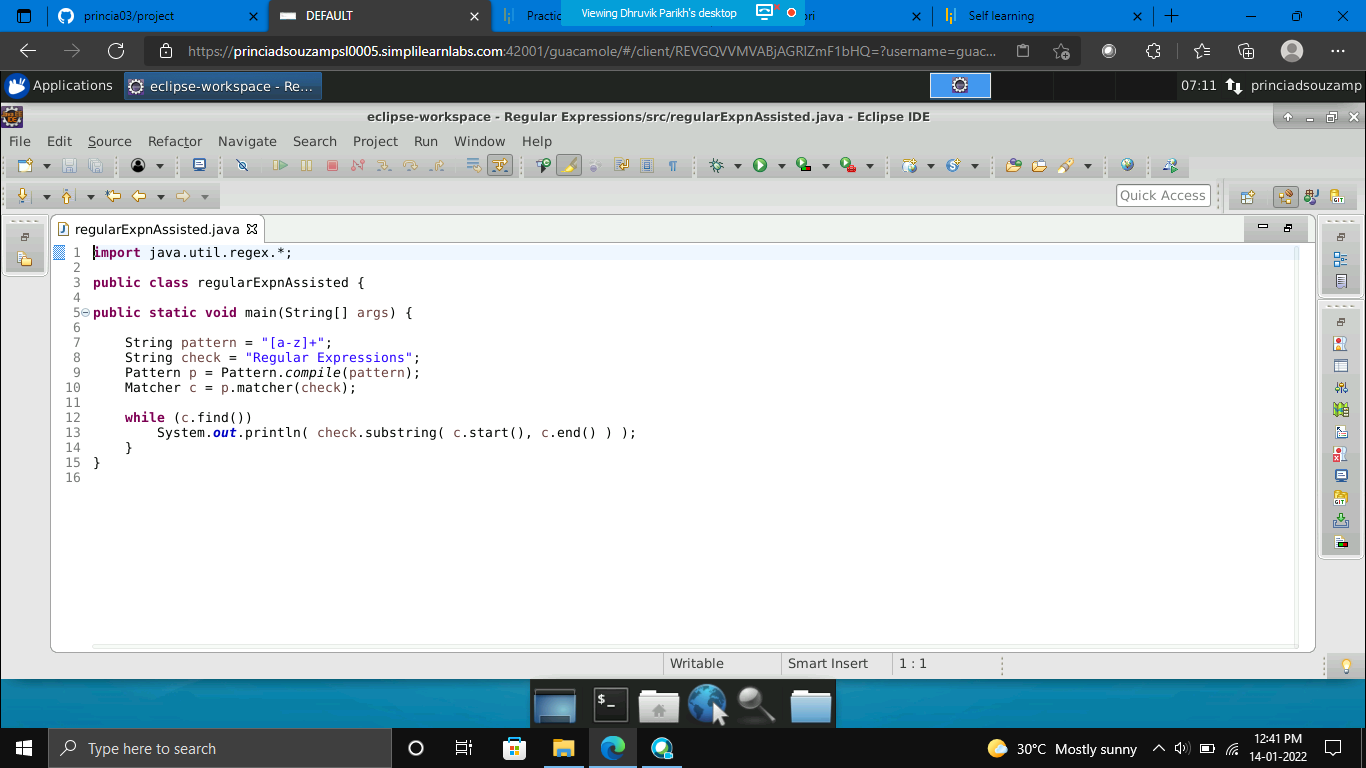 princia03/project
DEFAULT
Practic
Viewing Dhruvik Parikh's desktop
ori
Self learning
https://princiadsouzampsl0005.simplilearnlabs.com:42001/guacamole/#/client/REVGQVVMVABjAGRlZmF1bHQ=?username=guac...
Applications
eclipse-workspace - Re...
07:11
princiadsouzamp
eclipse-workspace - Regular Expressions/src/regularExpnAssisted.java - Eclipse IDE
File Edit Source Refactor Navigate Search Project Run Window Help
Quick Access
regularExpnAssisted.java
1 import java.util.regex.*;
2
3 public class regularExpnAssisted {
4
5 public static void main(String[] args) {
6
7 String pattern = "[a-z]+";
8 String check = "Regular Expressions";
9 Pattern p = Pattern.compile(pattern);
10 Matcher c = p.matcher(check);
11
12 while (c.find())
13 System.out.println( check.substring( c.start(), c.end() ) );
14 }
15 }
16
Writable
Smart Insert
1 : 1
Type here to search
30°C Mostly sunny
12:41 PM
14-01-2022